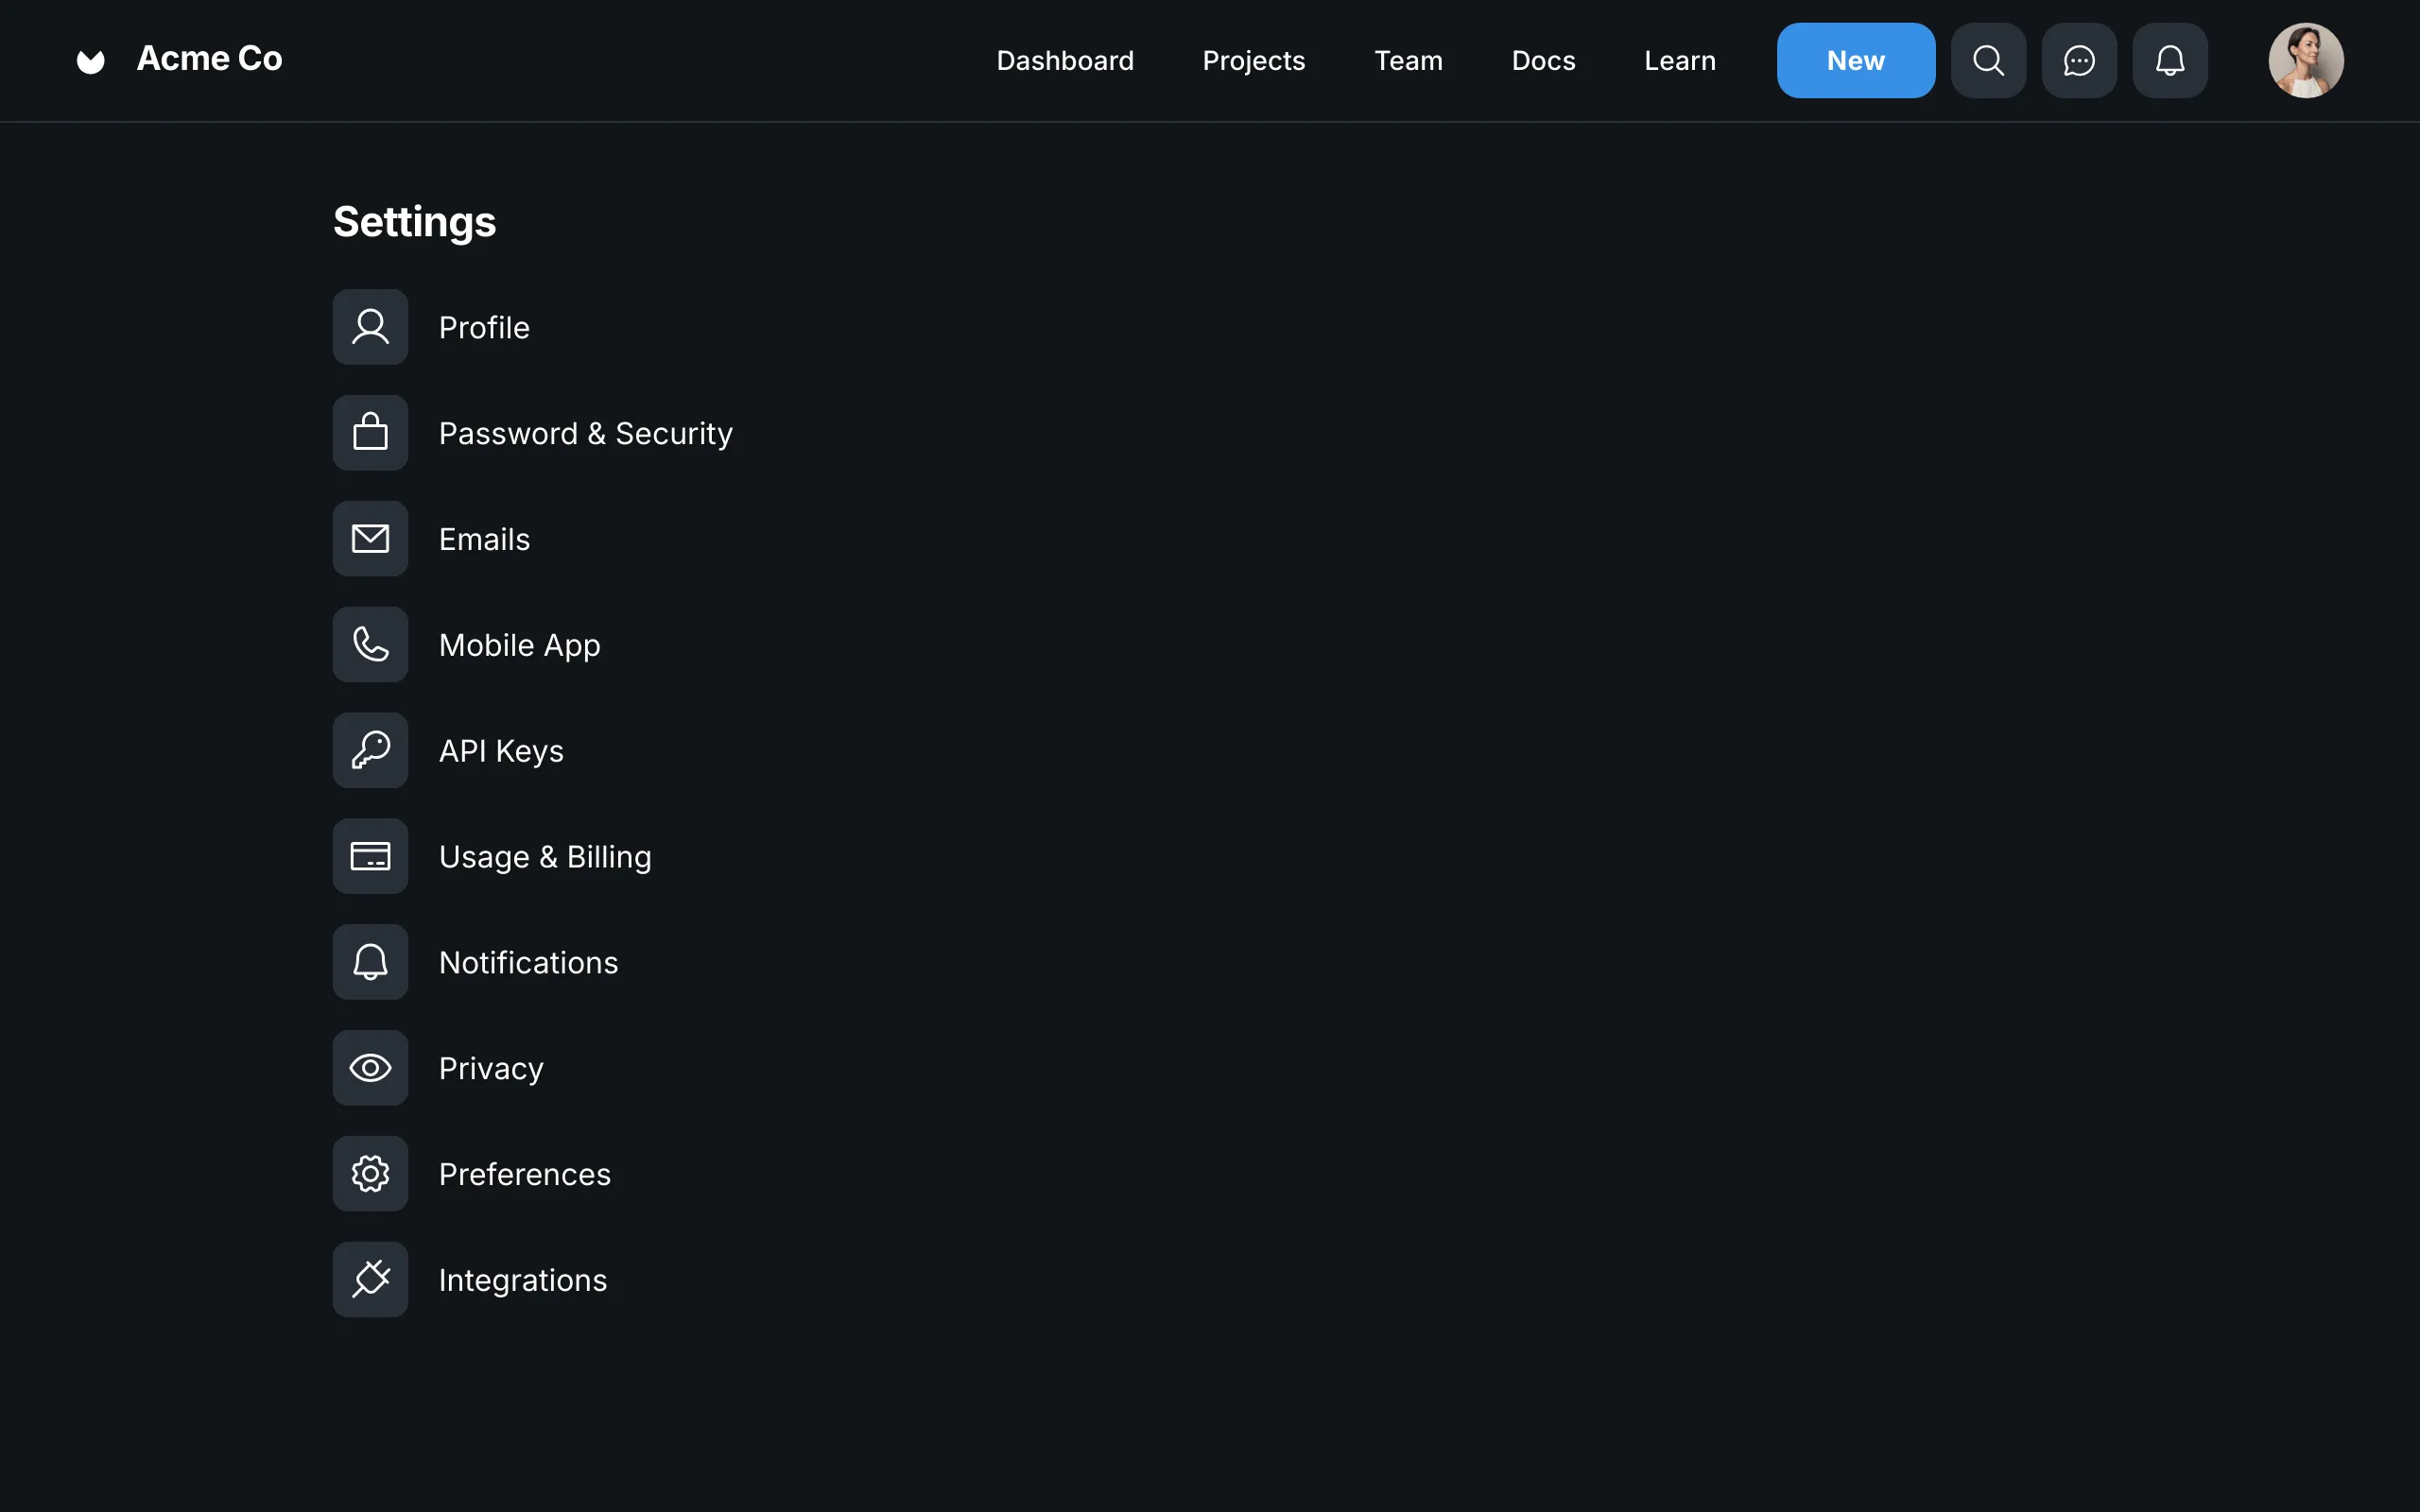 Acme Co
Dashboard
Projects
Team
Docs
Learn
New
Settings
Profile
Password & Security
Emails
Mobile App
API Keys
Usage & Billing
Notifications
Privacy
Preferences
Integrations